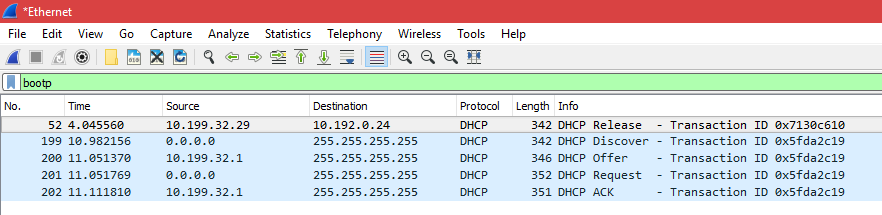 *Ethernet
File Edit View Go Capture Analyze Statistics Telephony Wireless Tools Help
bootp
No. Time Source Destination Protocol Length Info
52 4.045560 10.199.32.29 10.192.0.24 DHCP 342 DHCP Release - Transaction ID 0x7130c610
199 10.982156 0.0.0.0 255.255.255.255 DHCP 342 DHCP Discover - Transaction ID 0x5fda2c19
200 11.051370 10.199.32.1 255.255.255.255 DHCP 346 DHCP Offer - Transaction ID 0x5fda2c19
201 11.051769 0.0.0.0 255.255.255.255 DHCP 352 DHCP Request - Transaction ID 0x5fda2c19
202 11.111810 10.199.32.1 255.255.255.255 DHCP 351 DHCP ACK - Transaction ID 0x5fda2c19